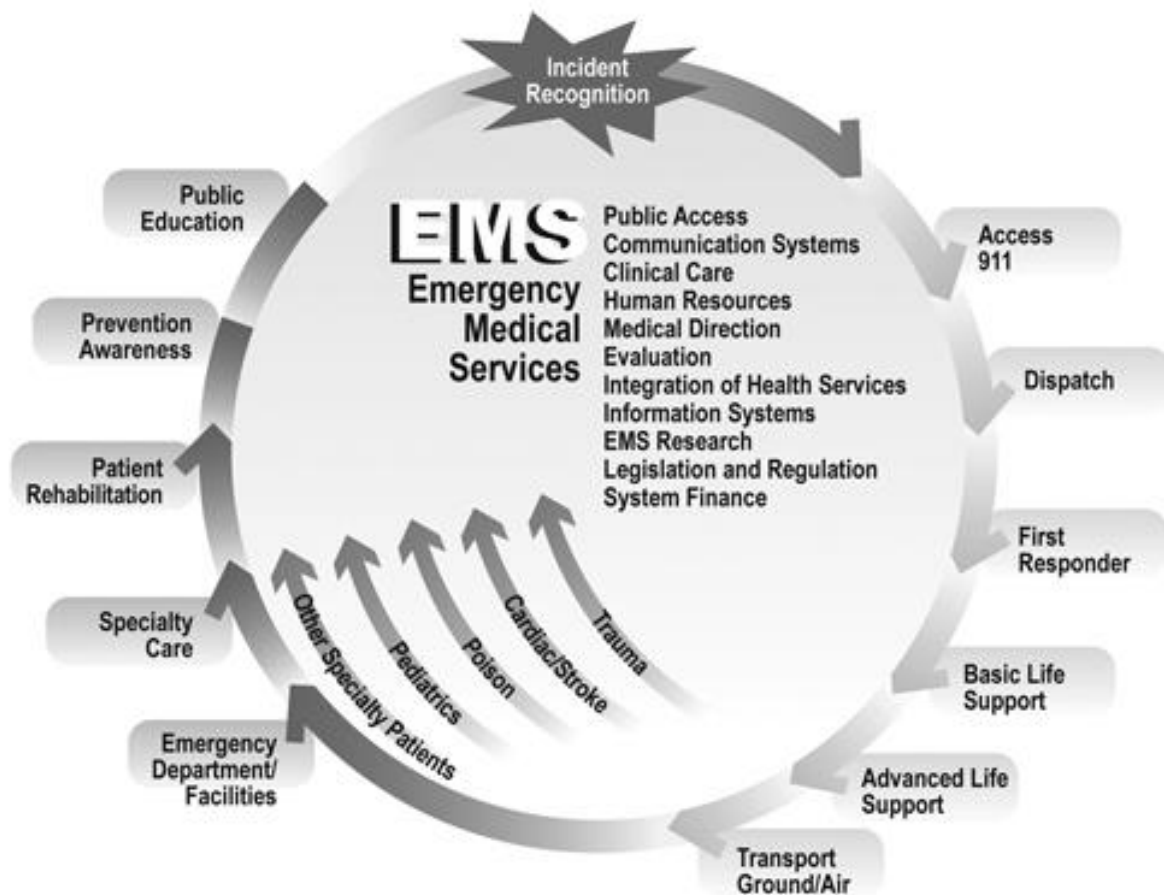 Incident
Recognition
Public
Education
Prevention
Awareness
Patient
Rehabilitation
Specialty
Care
Emergency
Department/
Facilities
EMS
Emergency
Medical
Services
Public Access
Communication Systems
Clinical Care
Human Resources
Medical Direction
Evaluation
Integration of Health Services
Information Systems
EMS Research
Legislation and Regulation
System Finance
Other Specialty Patients
Pediatrics
Poison
Cardiac/Stroke
Trauma
Access
911
Dispatch
First
Responder
Basic Life
Support
Advanced Life
Support
Transport
Ground/Air